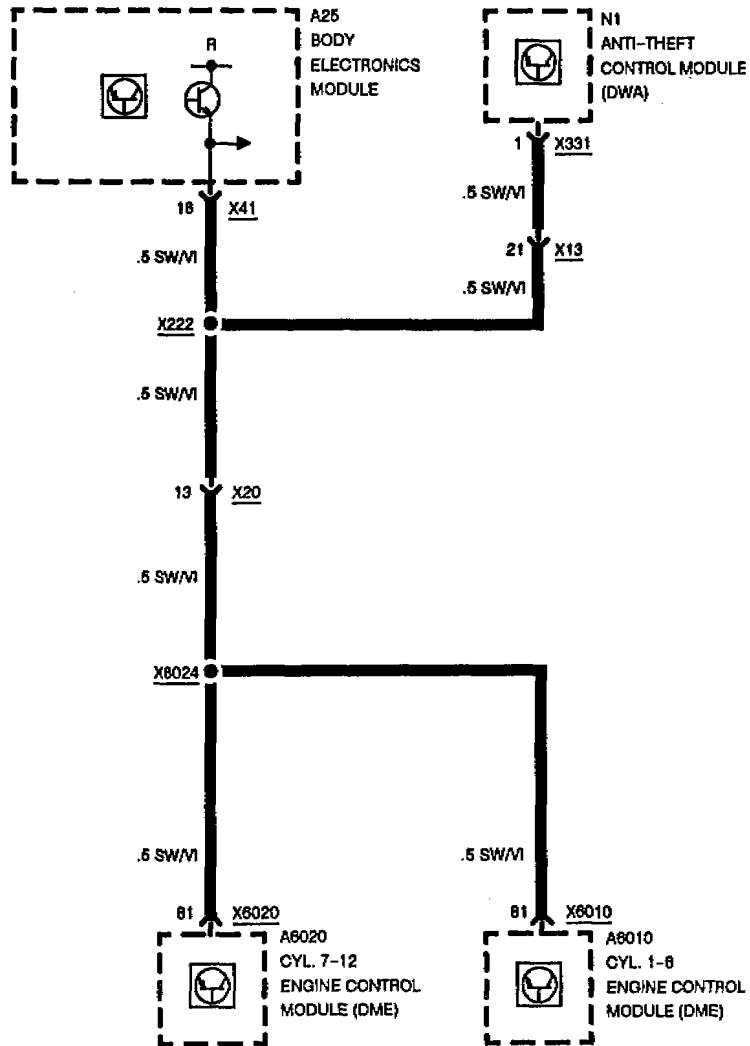 A25
BODY
ELECTRONICS
MODULE
R
N1
ANTI-THEFT
CONTROL MODULE
(DWA)
1 X331
.5 SW/VI
16 X41
21 X13
.5 SW/VI
.5 SW/VI
X222
.5 SW/VI
13 X20
.5 SW/VI
X6024
.5 SW/VI
.5 SW/VI
81 X6020
81 X6010
A6020
CYL. 7-12
ENGINE CONTROL
MODULE (DME)
A6010
CYL. 1-6
ENGINE CONTROL
MODULE (DME)